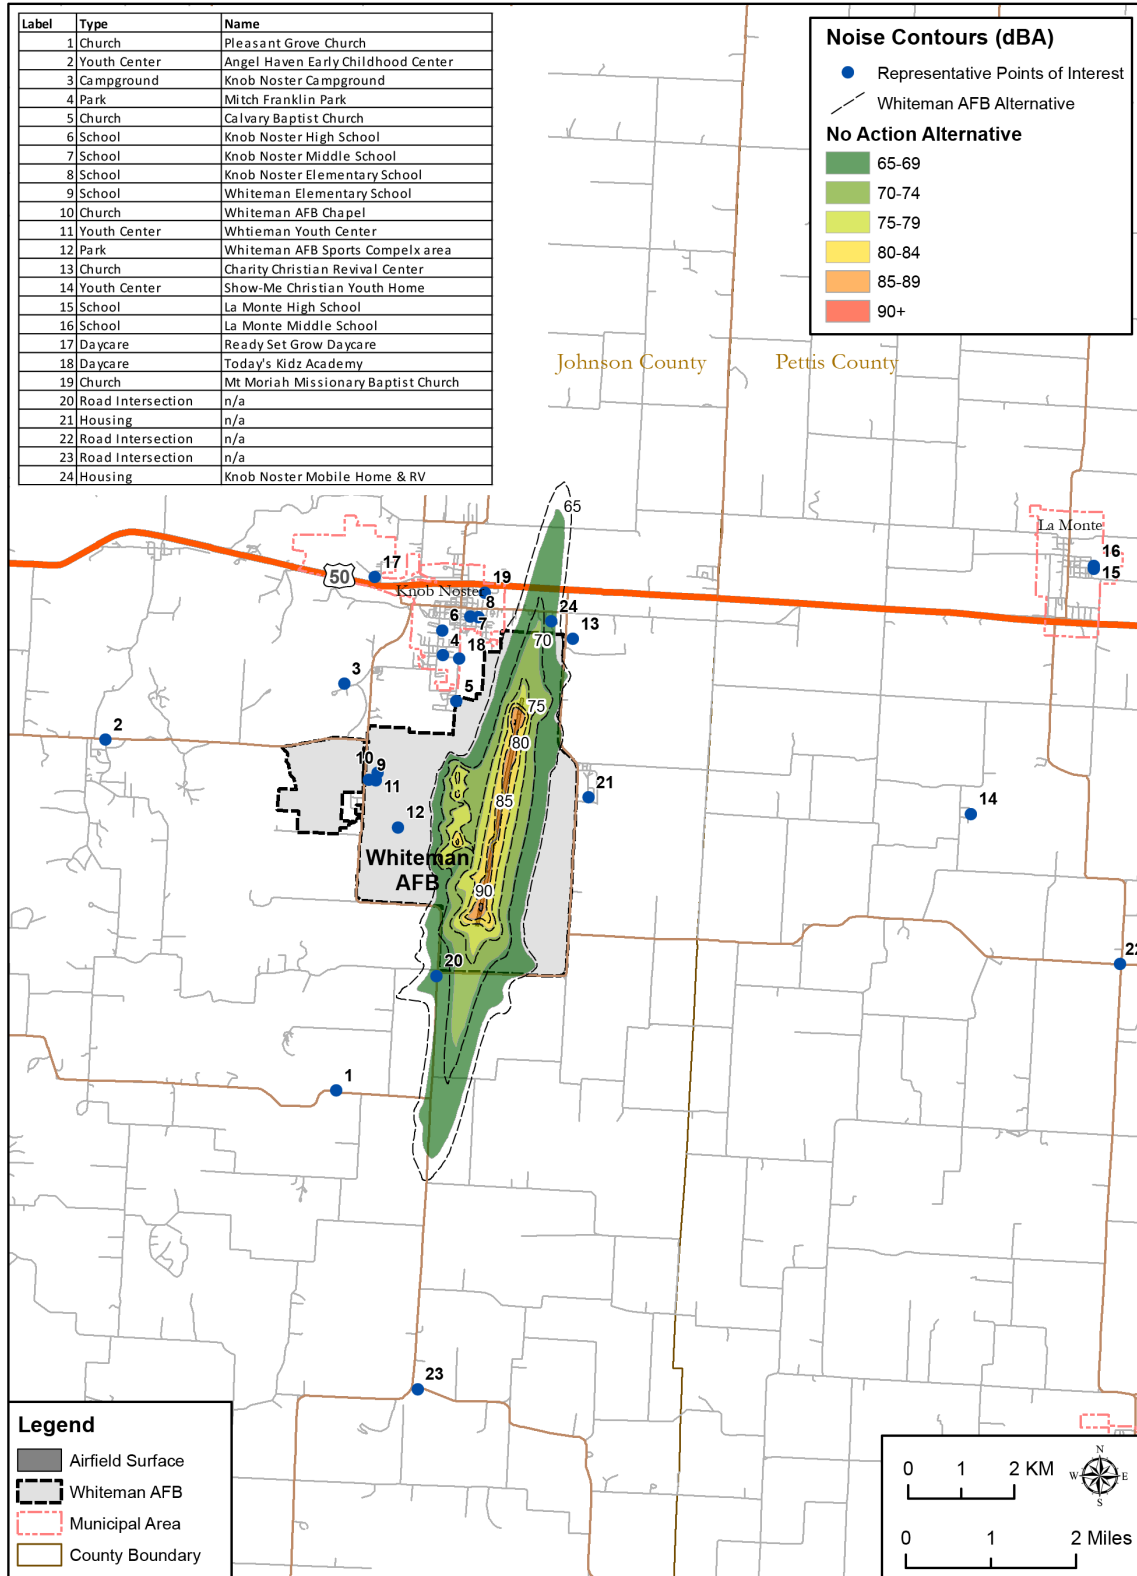 Label Type Name
1 Church Pleasant Grove Church
2 Youth Center Angel Haven Early Childhood Center
3 Campground Knob Noster Campground
4 Park Mitch Franklin Park
5 Church Calvary Baptist Church
6 School Knob Noster High School
7 School Knob Noster Middle School
8 School Knob Noster Elementary School
9 School Whiteman Elementary School
10 Church Whiteman AFB Chapel
11 Youth Center Whtieman Youth Center
12 Park Whiteman AFB Sports Compelx area
13 Church Charity Christian Revival Center
14 Youth Center Show-Me Christian Youth Home
15 School La Monte High School
16 School La Monte Middle School
17 Daycare Ready Set Grow Daycare
18 Daycare Today's Kidz Academy
19 Church Mt Moriah Missionary Baptist Church
20 Road Intersection n/a
21 Housing n/a
22 Road Intersection n/a
23 Road Intersection n/a
24 Housing Knob Noster Mobile Home & RV
Noise Contours (dBA)
Representative Points of Interest
Whiteman AFB Alternative
No Action Alternative
65-69
70-74
75-79
80-84
85-89
90+
Johnson County
Pettis County
65
La Monte
16
15
17
50
Knob Noster
19
8
24
6
7
13
4
18
70
3
5
75
2
80
10
9
11
21
85
14
12
Whiteman
AFB
90
22
20
1
23
Legend
Airfield Surface
Whiteman AFB
Municipal Area
County Boundary
0 1 2 KM
N
W E
S
0 1 2 Miles